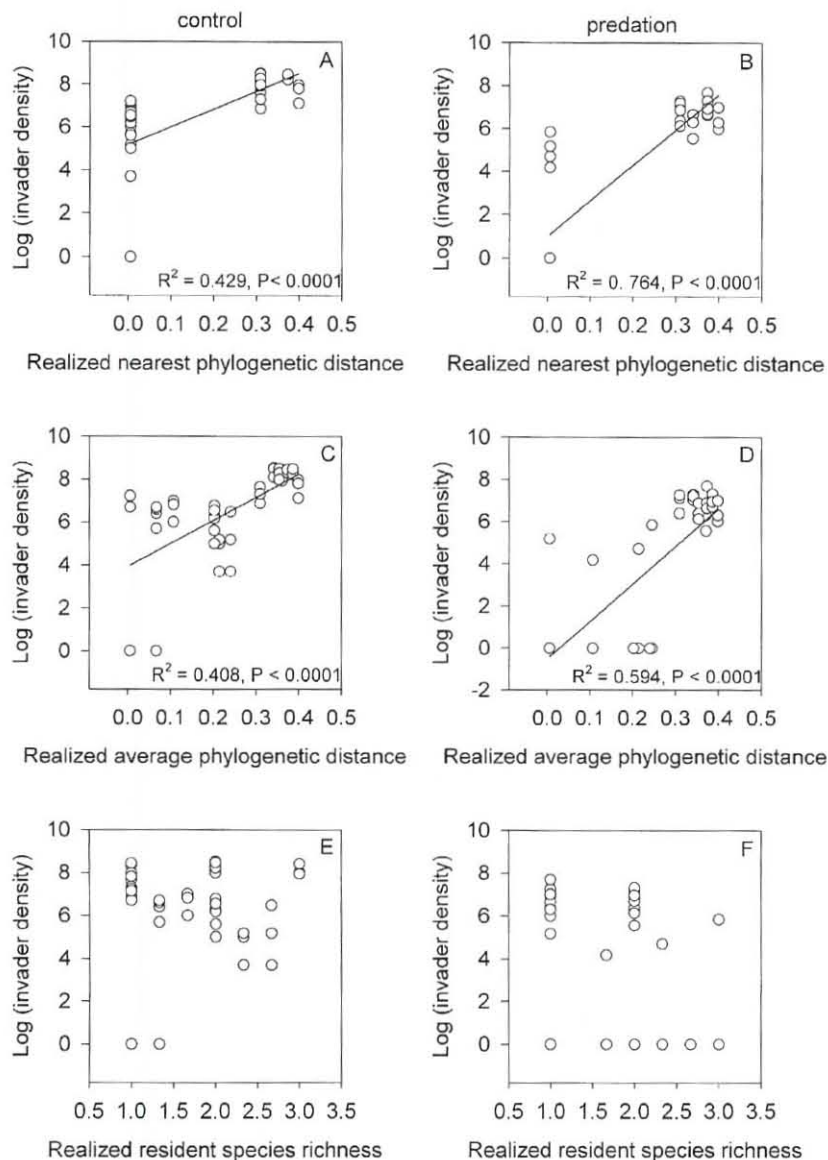 control
predation
10
8
6
4
2
0
Log (invader density)
A
R² = 0.429, P< 0.0001
0.0 0.1 0.2 0.3 0.4 0.5
Realized nearest phylogenetic distance
10
8
6
4
2
0
Log (invader density)
B
R² = 0. 764, P < 0.0001
0.0 0.1 0.2 0.3 0.4 0.5
Realized nearest phylogenetic distance
10
8
6
4
2
0
Log (invader density)
C
R² = 0.408, P < 0.0001
0.0 0.1 0.2 0.3 0.4 0.5
Realized average phylogenetic distance
10
8
6
4
2
0
-2
Log (invader density)
D
R² = 0.594, P < 0.0001
0.0 0.1 0.2 0.3 0.4 0.5
Realized average phylogenetic distance
10
8
6
4
2
0
Log (invader density)
E
0.5 1.0 1.5 2.0 2.5 3.0 3.5
Realized resident species richness
10
8
6
4
2
0
Log (invader density)
F
0.5 1.0 1.5 2.0 2.5 3.0 3.5
Realized resident species richness